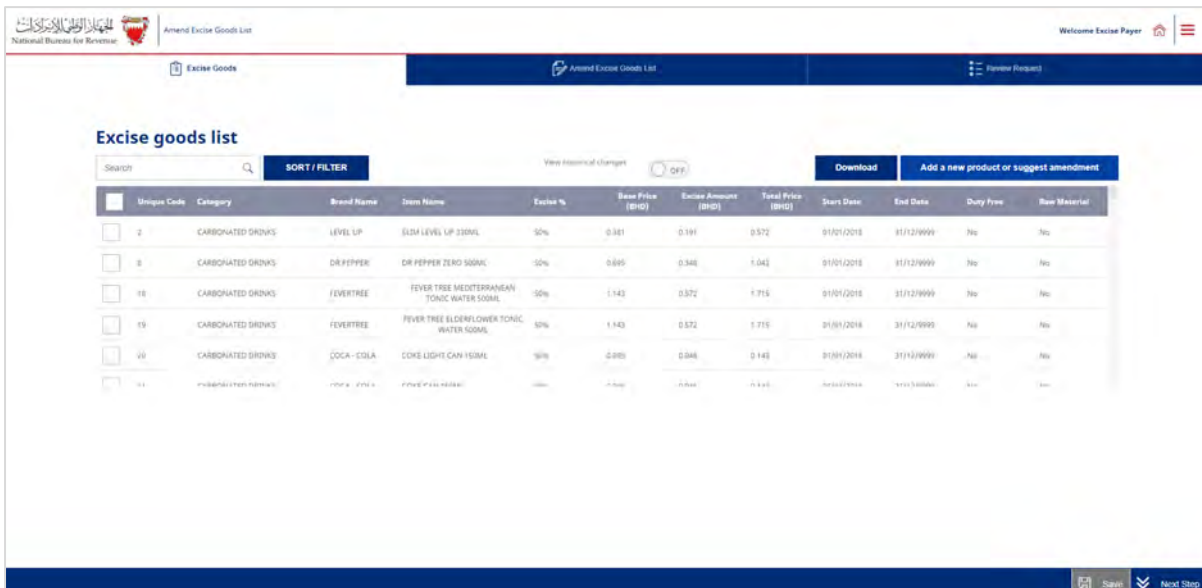 الجهاز الوطني للإيرادات
National Bureau for Revenue
Amend Excise Goods List
Welcome Excise Payer
Excise Goods
Amend Excise Goods List
Review Request
Excise goods list
Search
SORT / FILTER
View historical changes
OFF
Download
Add a new product or suggest amendment
Unique Code Category Brand Name Item Name Excise % Base Price (BHD) Excise Amount (BHD) Total Price (BHD) Start Date End Date Duty Free Raw Material
CARBONATED DRINKS LEVEL UP SLIM LEVEL UP 330ML 50% 0.381 0.191 0.572 01/01/2018 31/12/9999 No No
CARBONATED DRINKS DR PEPPER DR PEPPER ZERO 500ML 50% 0.695 0.348 1.043 01/01/2018 31/12/9999 No No
18 CARBONATED DRINKS FEVERTREE FEVER TREE MEDITERRANEAN TONIC WATER 500ML 50% 1.143 0.572 1.715 01/01/2018 31/12/9999 No No
19 CARBONATED DRINKS FEVERTREE FEVER TREE ELDERFLOWER TONIC WATER 500ML 50% 1.143 0.572 1.715 01/01/2018 31/12/9999 No No
20 CARBONATED DRINKS COCA - COLA COKE LIGHT CAN 150ML 50% 0.048 0.143 01/01/2018 31/12/9999 No No
Save
Next Step